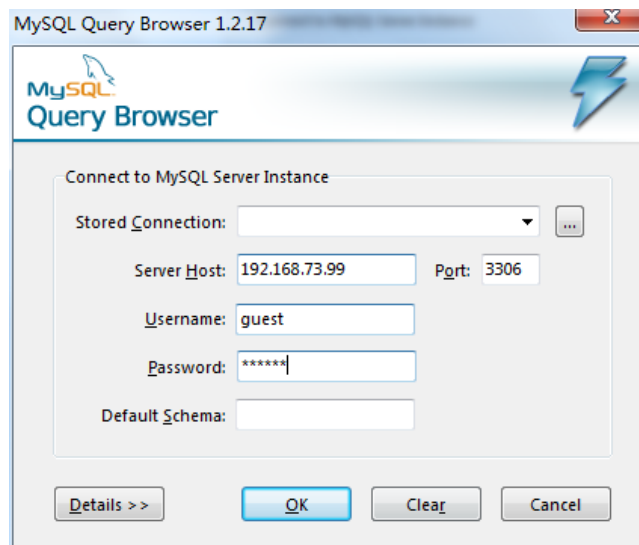 MySQL Query Browser 1.2.17
MySQL
Query Browser
Connect to MySQL Server Instance
Stored Connection: ...
Server Host: 192.168.73.99 Port: 3306
Username: guest
Password: ******
Default Schema:
Details >> OK Clear Cancel